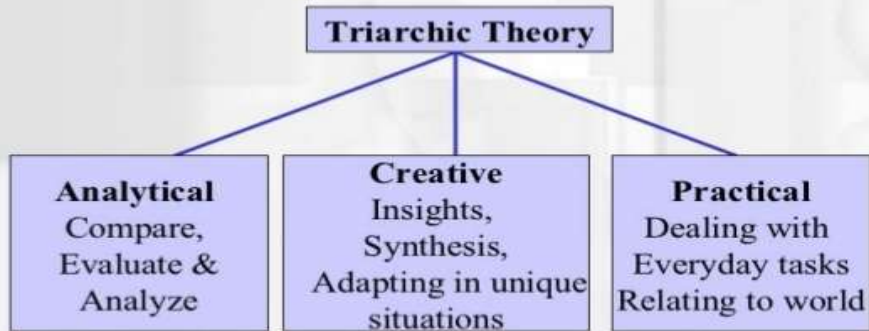 Triarchic Theory
Analytical
Compare,
Evaluate &
Analyze
Creative
Insights,
Synthesis,
Adapting in unique
situations
Practical
Dealing with
Everyday tasks
Relating to world